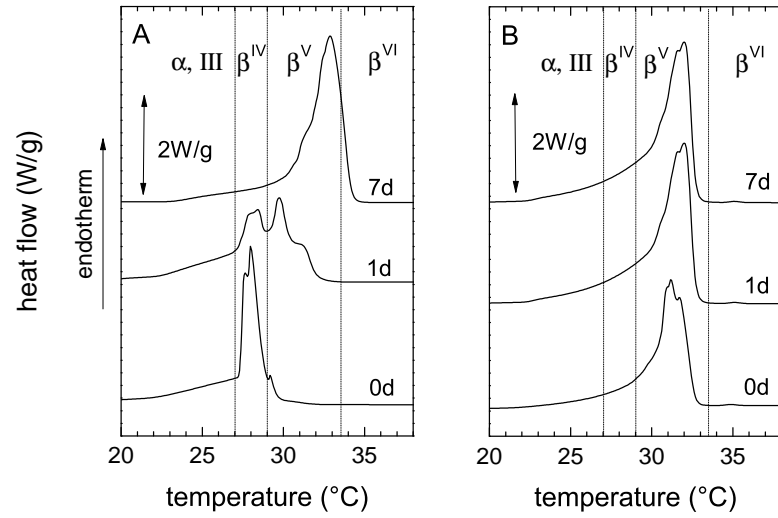 A
α, III
β^IV
β^V
β^VI
2W/g
7d
1d
0d
heat flow (W/g)
endotherm
20 25 30 35
temperature (°C)
B
α, III
β^IV
β^V
β^VI
2W/g
7d
1d
0d
20 25 30 35
temperature (°C)